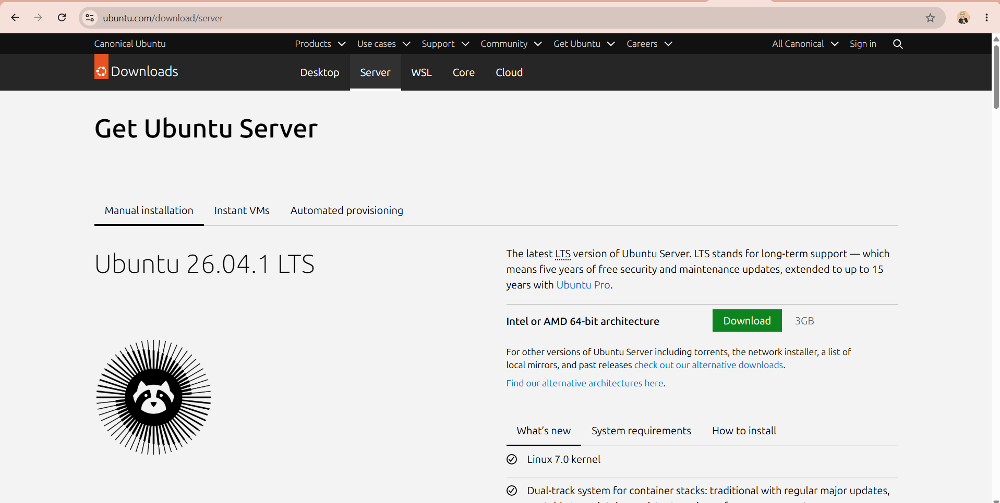 ubuntu.com/download/server
Canonical Ubuntu Products Use cases Support Community Get Ubuntu Careers All Canonical Sign in
Downloads Desktop Server WSL Core Cloud
Get Ubuntu Server
Manual installation Instant VMs Automated provisioning
Ubuntu 26.04.1 LTS
The latest LTS version of Ubuntu Server. LTS stands for long-term support — which
means five years of free security and maintenance updates, extended to up to 15
years with Ubuntu Pro.
Intel or AMD 64-bit architecture Download 3GB
For other versions of Ubuntu Server including torrents, the network installer, a list of
local mirrors, and past releases check out our alternative downloads.
Find our alternative architectures here.
What's new System requirements How to install
Linux 7.0 kernel
Dual-track system for container stacks: traditional with regular major updates,